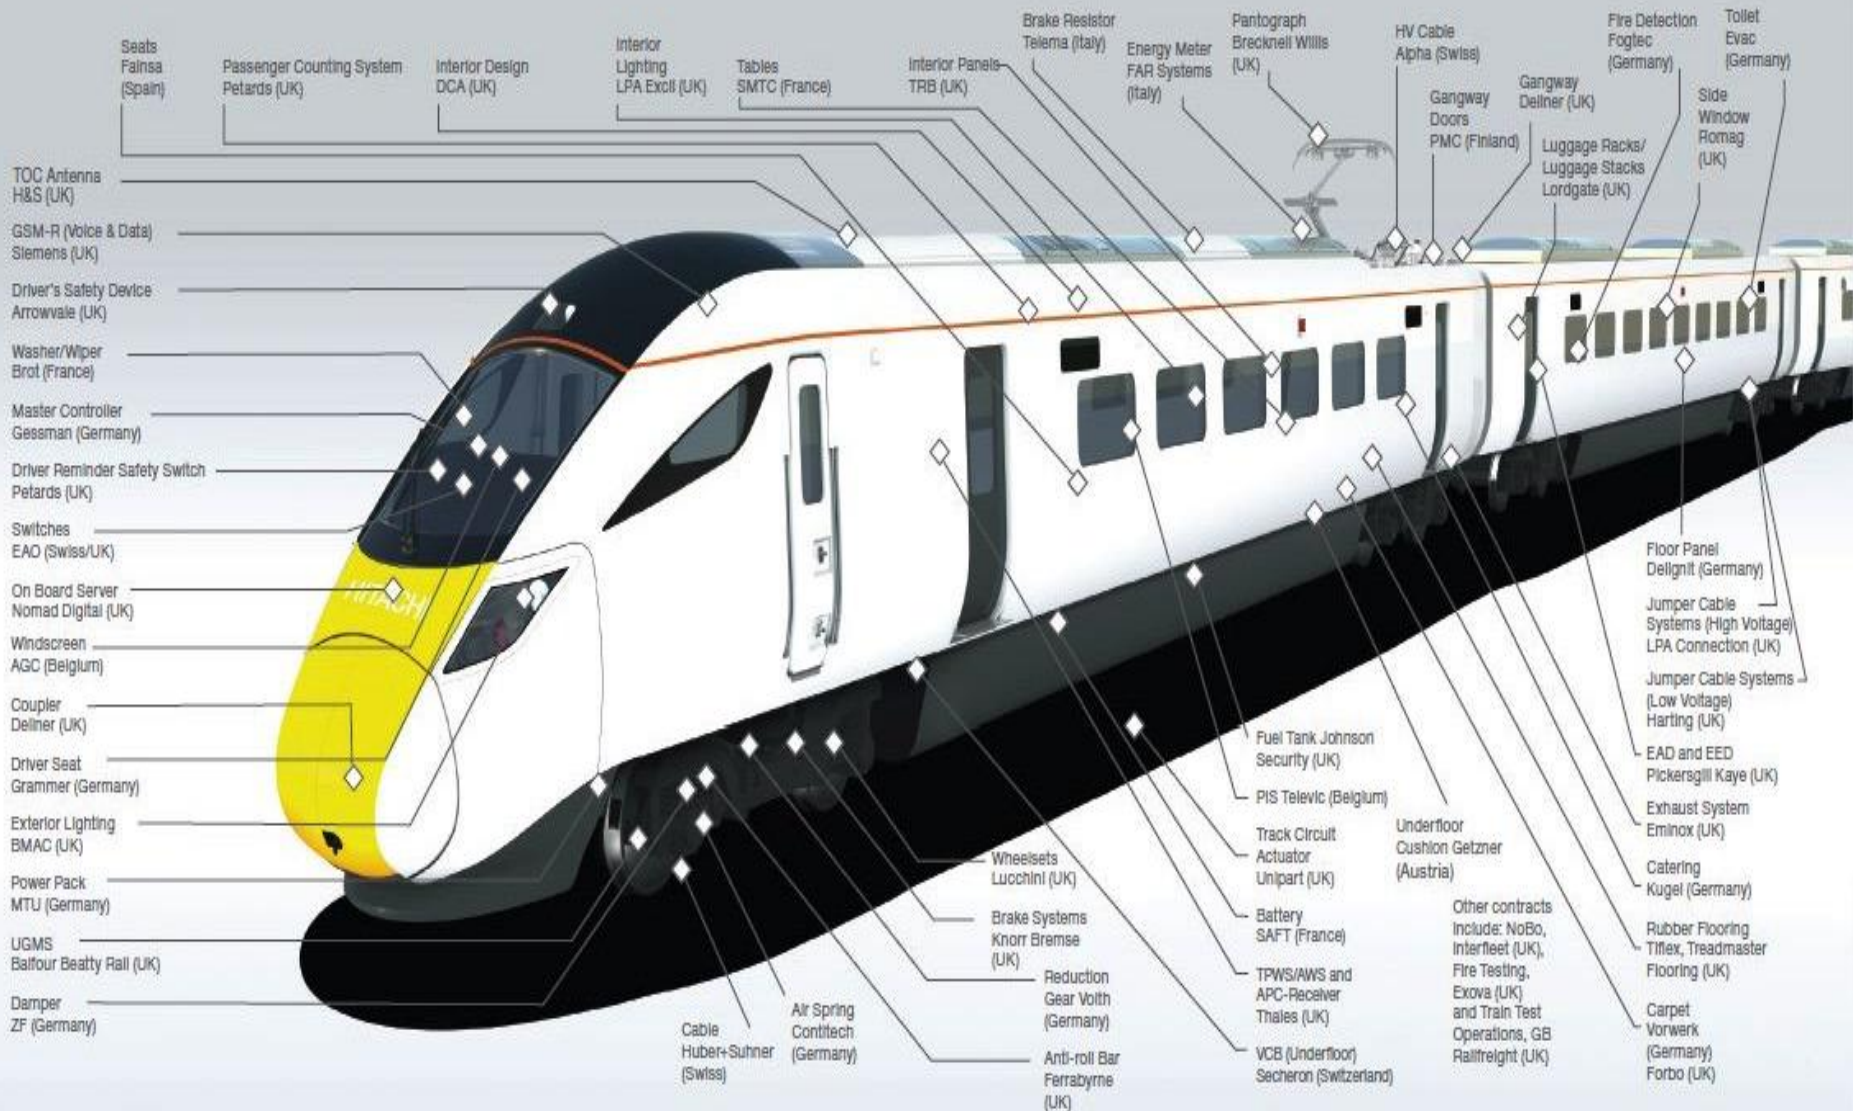 Seats
Fainsa
(Spain)
Passenger Counting System
Petards (UK)
Interior Design
DCA (UK)
Interior
Lighting
LPA Excil (UK)
Tables
SMTC (France)
Interior Panels
TRB (UK)
Brake Resistor
Telema (Italy)
Energy Meter
FAR Systems
(Italy)
Pantograph
Brecknell Willis
(UK)
HV Cable
Alpha (Swiss)
Gangway
Doors
PMC (Finland)
Gangway
Dellner (UK)
Luggage Racks/
Luggage Stacks
Lordgate (UK)
Fire Detection
Fogtec
(Germany)
Side
Window
Romag
(UK)
Toilet
Evac
(Germany)
TOC Antenna
H&S (UK)
GSM-R (Voice & Data)
Siemens (UK)
Driver's Safety Device
Arrowvale (UK)
Washer/Wiper
Brot (France)
Master Controller
Gessman (Germany)
Driver Reminder Safety Switch
Petards (UK)
Switches
EAO (Swiss/UK)
On Board Server
Nomad Digital (UK)
Windscreen
AGC (Belgium)
Coupler
Dellner (UK)
Driver Seat
Grammer (Germany)
Exterior Lighting
BMAC (UK)
Power Pack
MTU (Germany)
UGMS
Balfour Beatty Rail (UK)
Damper
ZF (Germany)
HITACHI
Cable
Huber+Suhner
(Swiss)
Air Spring
Contitech
(Germany)
Wheelsets
Lucchini (UK)
Brake Systems
Knorr Bremse
(UK)
Reduction
Gear Voith
(Germany)
Anti-roll Bar
Ferrabyrne
(UK)
Fuel Tank Johnson
Security (UK)
PIS Televic (Belgium)
Track Circuit
Actuator
Unipart (UK)
Battery
SAFT (France)
TPWS/AWS and
APC-Receiver
Thales (UK)
VCB (Underfloor)
Secheron (Switzerland)
Underfloor
Cushion Getzner
(Austria)
Other contracts
Include: NoBo,
Interfleet (UK),
Fire Testing,
Exova (UK)
and Train Test
Operations, GB
Railfreight (UK)
Floor Panel
Delignit (Germany)
Jumper Cable
Systems (High Voltage)
LPA Connection (UK)
Jumper Cable Systems
(Low Voltage)
Harting (UK)
EAD and EED
Pickersgill Kaye (UK)
Exhaust System
Eminox (UK)
Catering
Kugel (Germany)
Rubber Flooring
Tiflex, Treadmaster
Flooring (UK)
Carpet
Vorwerk
(Germany)
Forbo (UK)